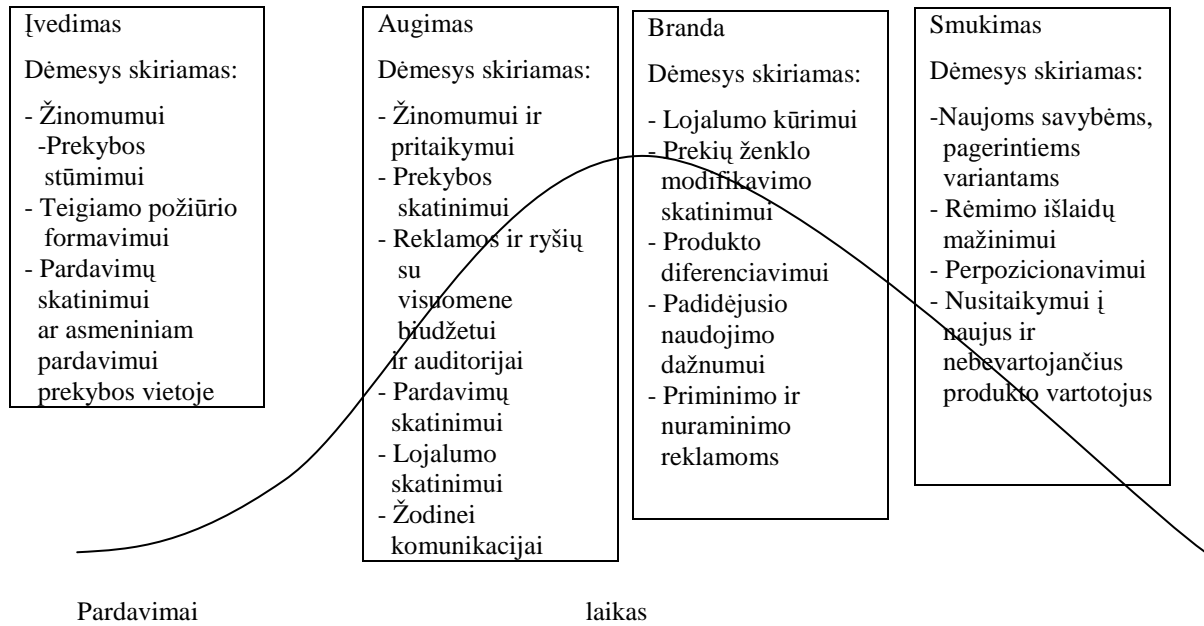 Įvedimas
Dėmesys skiriamas:
- Žinomumui
-Prekybos
stūmimui
- Teigiamo požiūrio
formavimui
- Pardavimų
skatinimui
ar asmeniniam
pardavimui
prekybos vietoje
Augimas
Dėmesys skiriamas:
- Žinomumui ir
pritaikymui
- Prekybos
skatinimui
- Reklamos ir ryšių
su
visuomene
biudžetui
ir auditorijai
- Pardavimų
skatinimui
- Lojalumo
skatinimui
- Žodinei
komunikacijai
Branda
Dėmesys skiriamas:
- Lojalumo kūrimui
- Prekių ženklo
modifikavimo
skatinimui
- Produkto
diferenciavimui
- Padidėjusio
naudojimo
dažnumui
- Priminimo ir
nuraminimo
reklamoms
Smukimas
Dėmesys skiriamas:
-Naujoms savybėms,
pagerintiems
variantams
- Rėmimo išlaidų
mažinimui
- Perpozicionavimui
- Nusitaikymui į
naujus ir
nebevartojančius
produkto vartotojus
Pardavimai
laikas